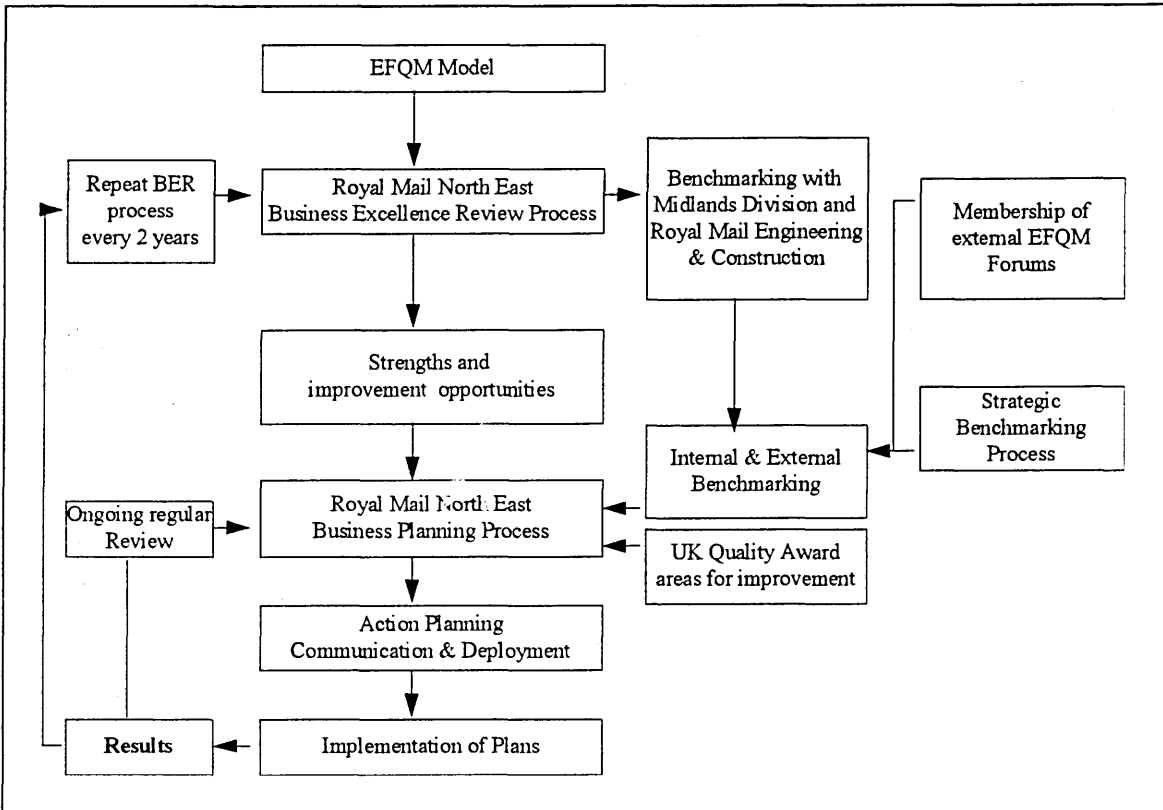 EFQM Model
Repeat BER
process
every 2 years
Royal Mail North East
Business Excellence Review Process
Benchmarking with
Midlands Division and
Royal Mail Engineering
& Construction
Membership of
external EFQM
Forums
Strengths and
improvement opportunities
Strategic
Benchmarking
Process
Internal & External
Benchmarking
Ongoing regular
Review
Royal Mail North East
Business Planning Process
UK Quality Award
areas for improvement
Action Planning
Communication & Deployment
Results
Implementation of Plans